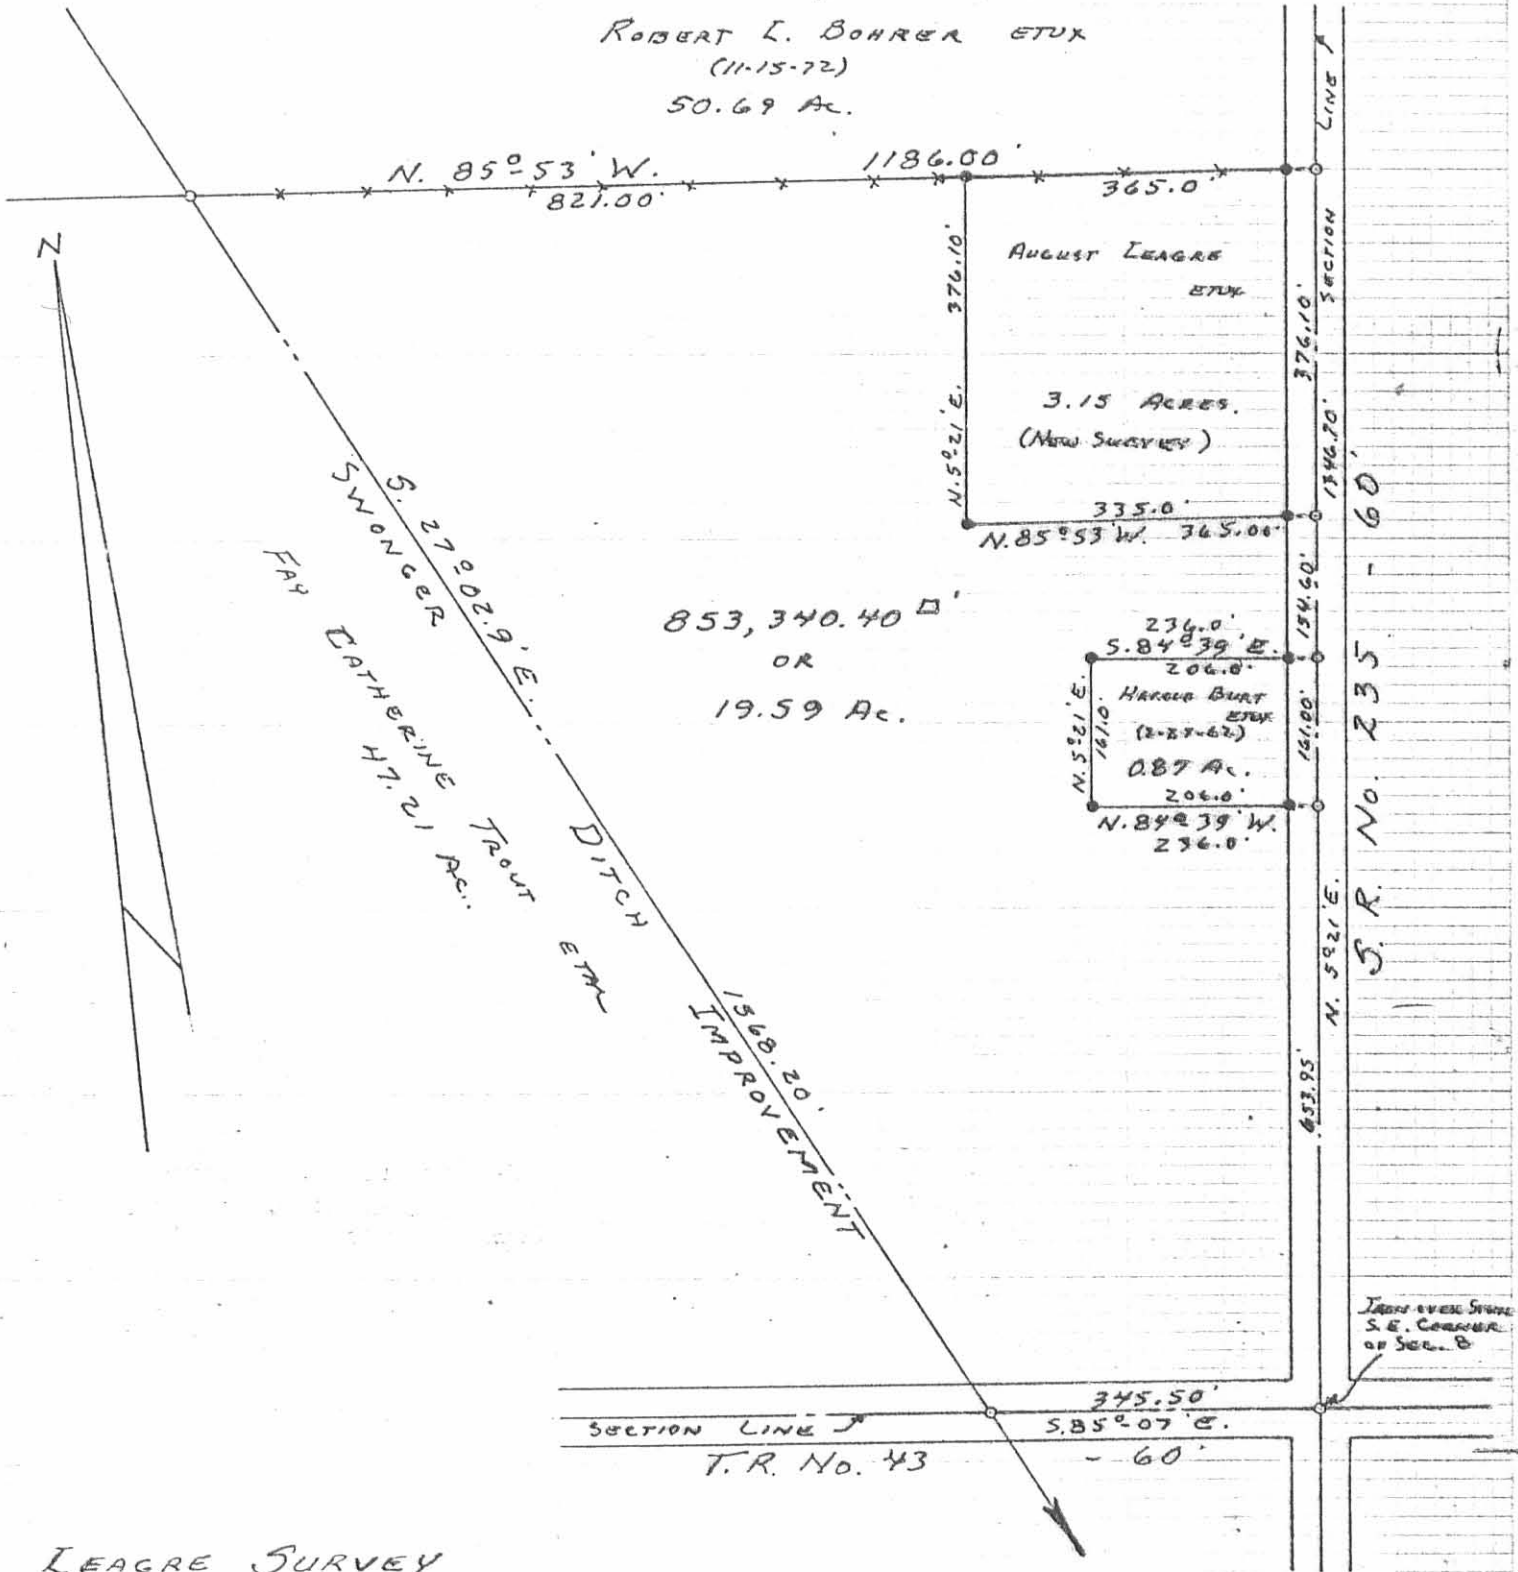 ROBERT L. BOHRER ETUX
(11-15-72)
50.69 Ac.
N. 85°-53' W. 1186.00'
821.00' 365.0'
N
AUGUST LEAGRE
ETUX
3.15 ACRES.
(NEW SURVEY)
N.5°-21'E. 376.10'
335.0'
N.85°53'W. 365.00'
SECTION LINE
376.10'
1346.70'
154.60'
161.00'
653.95'
N. 5°21'E.
S. R. No. 235 - 60'
S. 27°-02.9' E. 1368.20'
SWONGER DITCH IMPROVEMENT
FAY CATHERINE TROUT ETAL
47.21 Ac..
853,340.40 □'
OR
19.59 Ac.
236.0'
S.84°39'E.
206.0'
HAROLD BURT
ETUX
0.87 Ac.
N.5°-21'E.
161.0'
206.0'
N.84°39'W.
236.0'
S.E. CORNER
OF SEC. 8
345.50'
SECTION LINE S.85°-07'E.
T.R. No. 43 - 60'
LEAGRE SURVEY